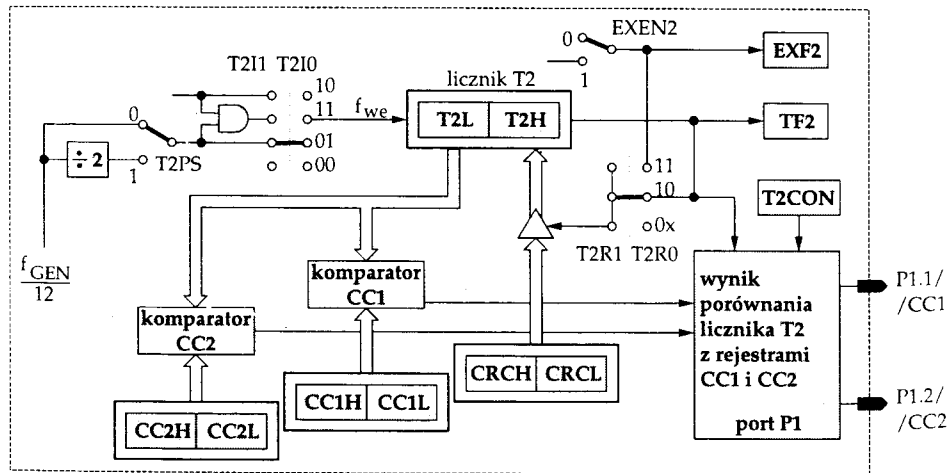 EXEN2
0
1
EXF2
T2I1 T2I0
10
11
01
00
licznik T2
T2L T2H
f we
TF2
0
1
T2PS
÷ 2
11
10
0x
T2R1 T2R0
T2CON
f GEN
12
komparator
CC1
komparator
CC2
wynik
porównania
licznika T2
z rejestrami
CC1 i CC2
port P1
P1.1/
/CC1
P1.2/
/CC2
CRCH CRCL
CC1H CC1L
CC2H CC2L